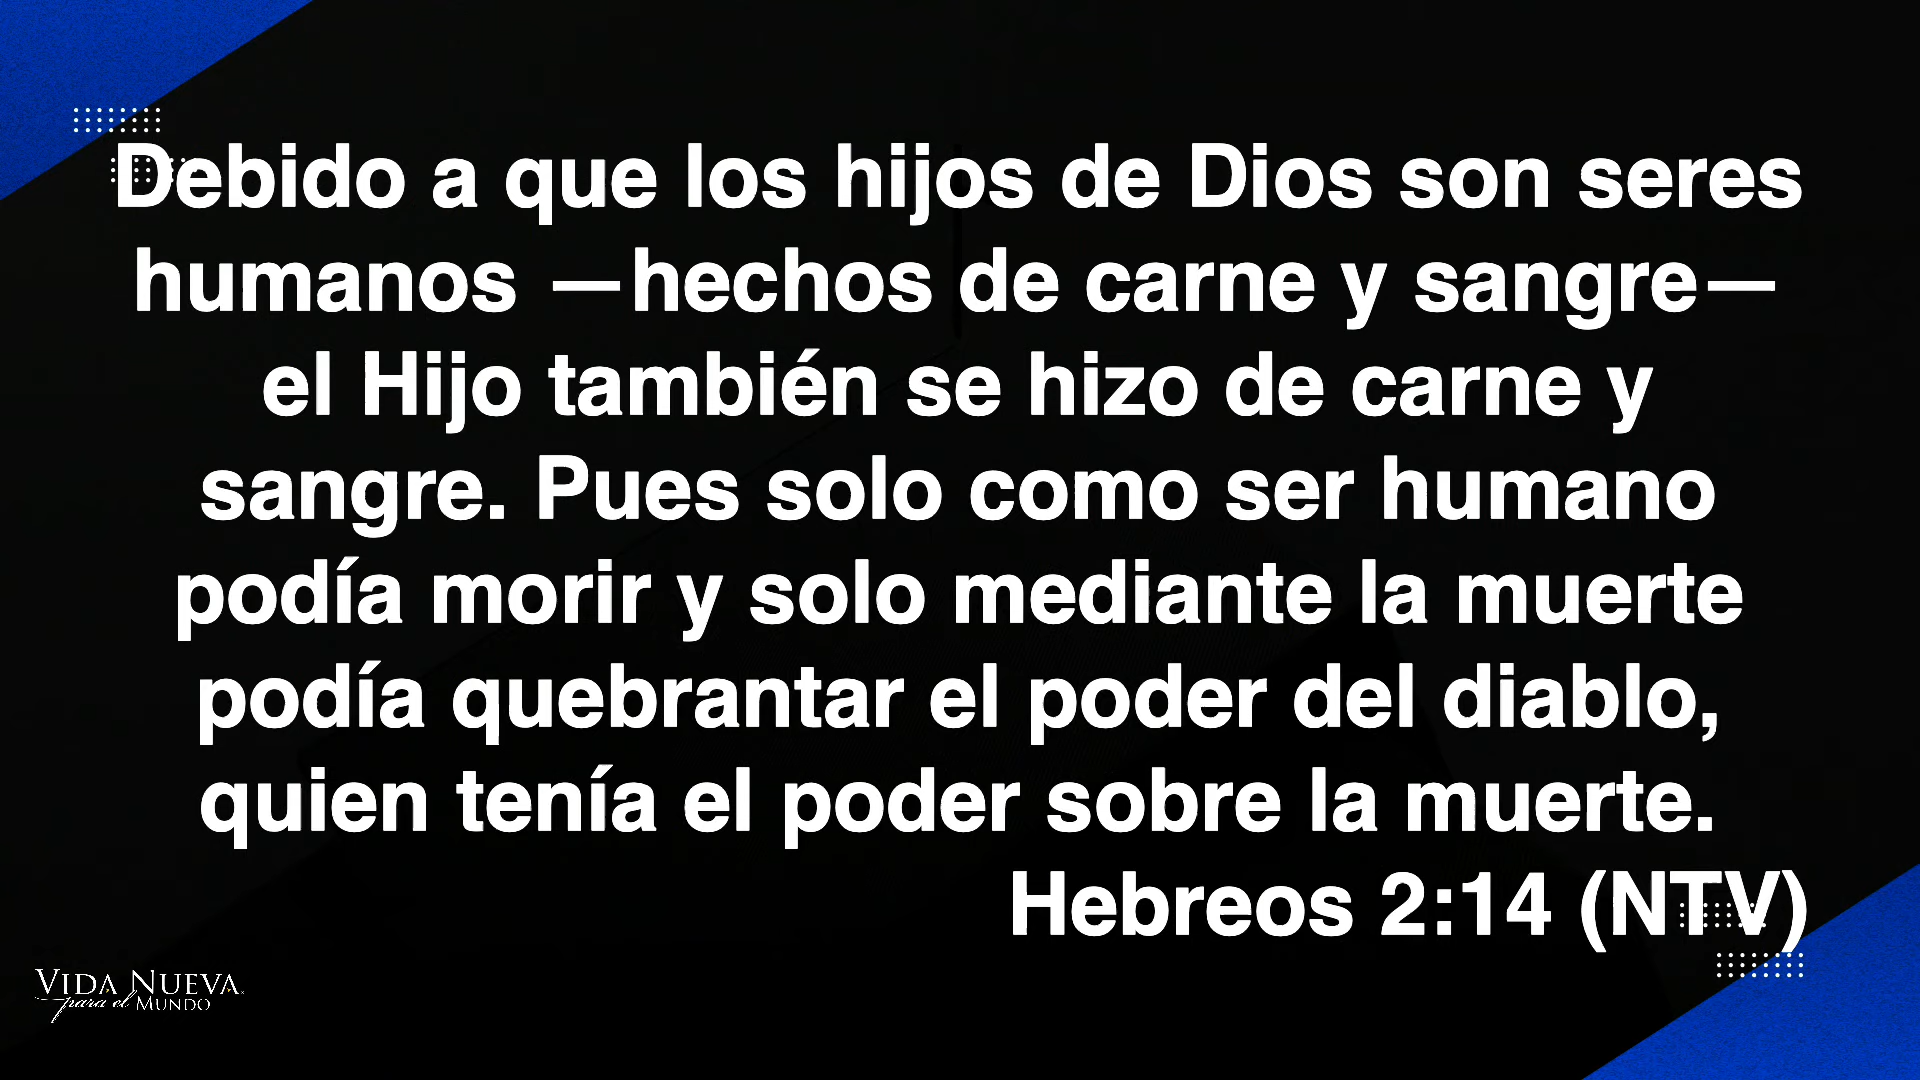 Debido a que los hijos de Dios son seres
humanos —hechos de carne y sangre—
el Hijo también se hizo de carne y
sangre. Pues solo como ser humano
podía morir y solo mediante la muerte
podía quebrantar el poder del diablo,
quien tenía el poder sobre la muerte.
Hebreos 2:14 (NTV)
VIDA NUEVA
para el MUNDO